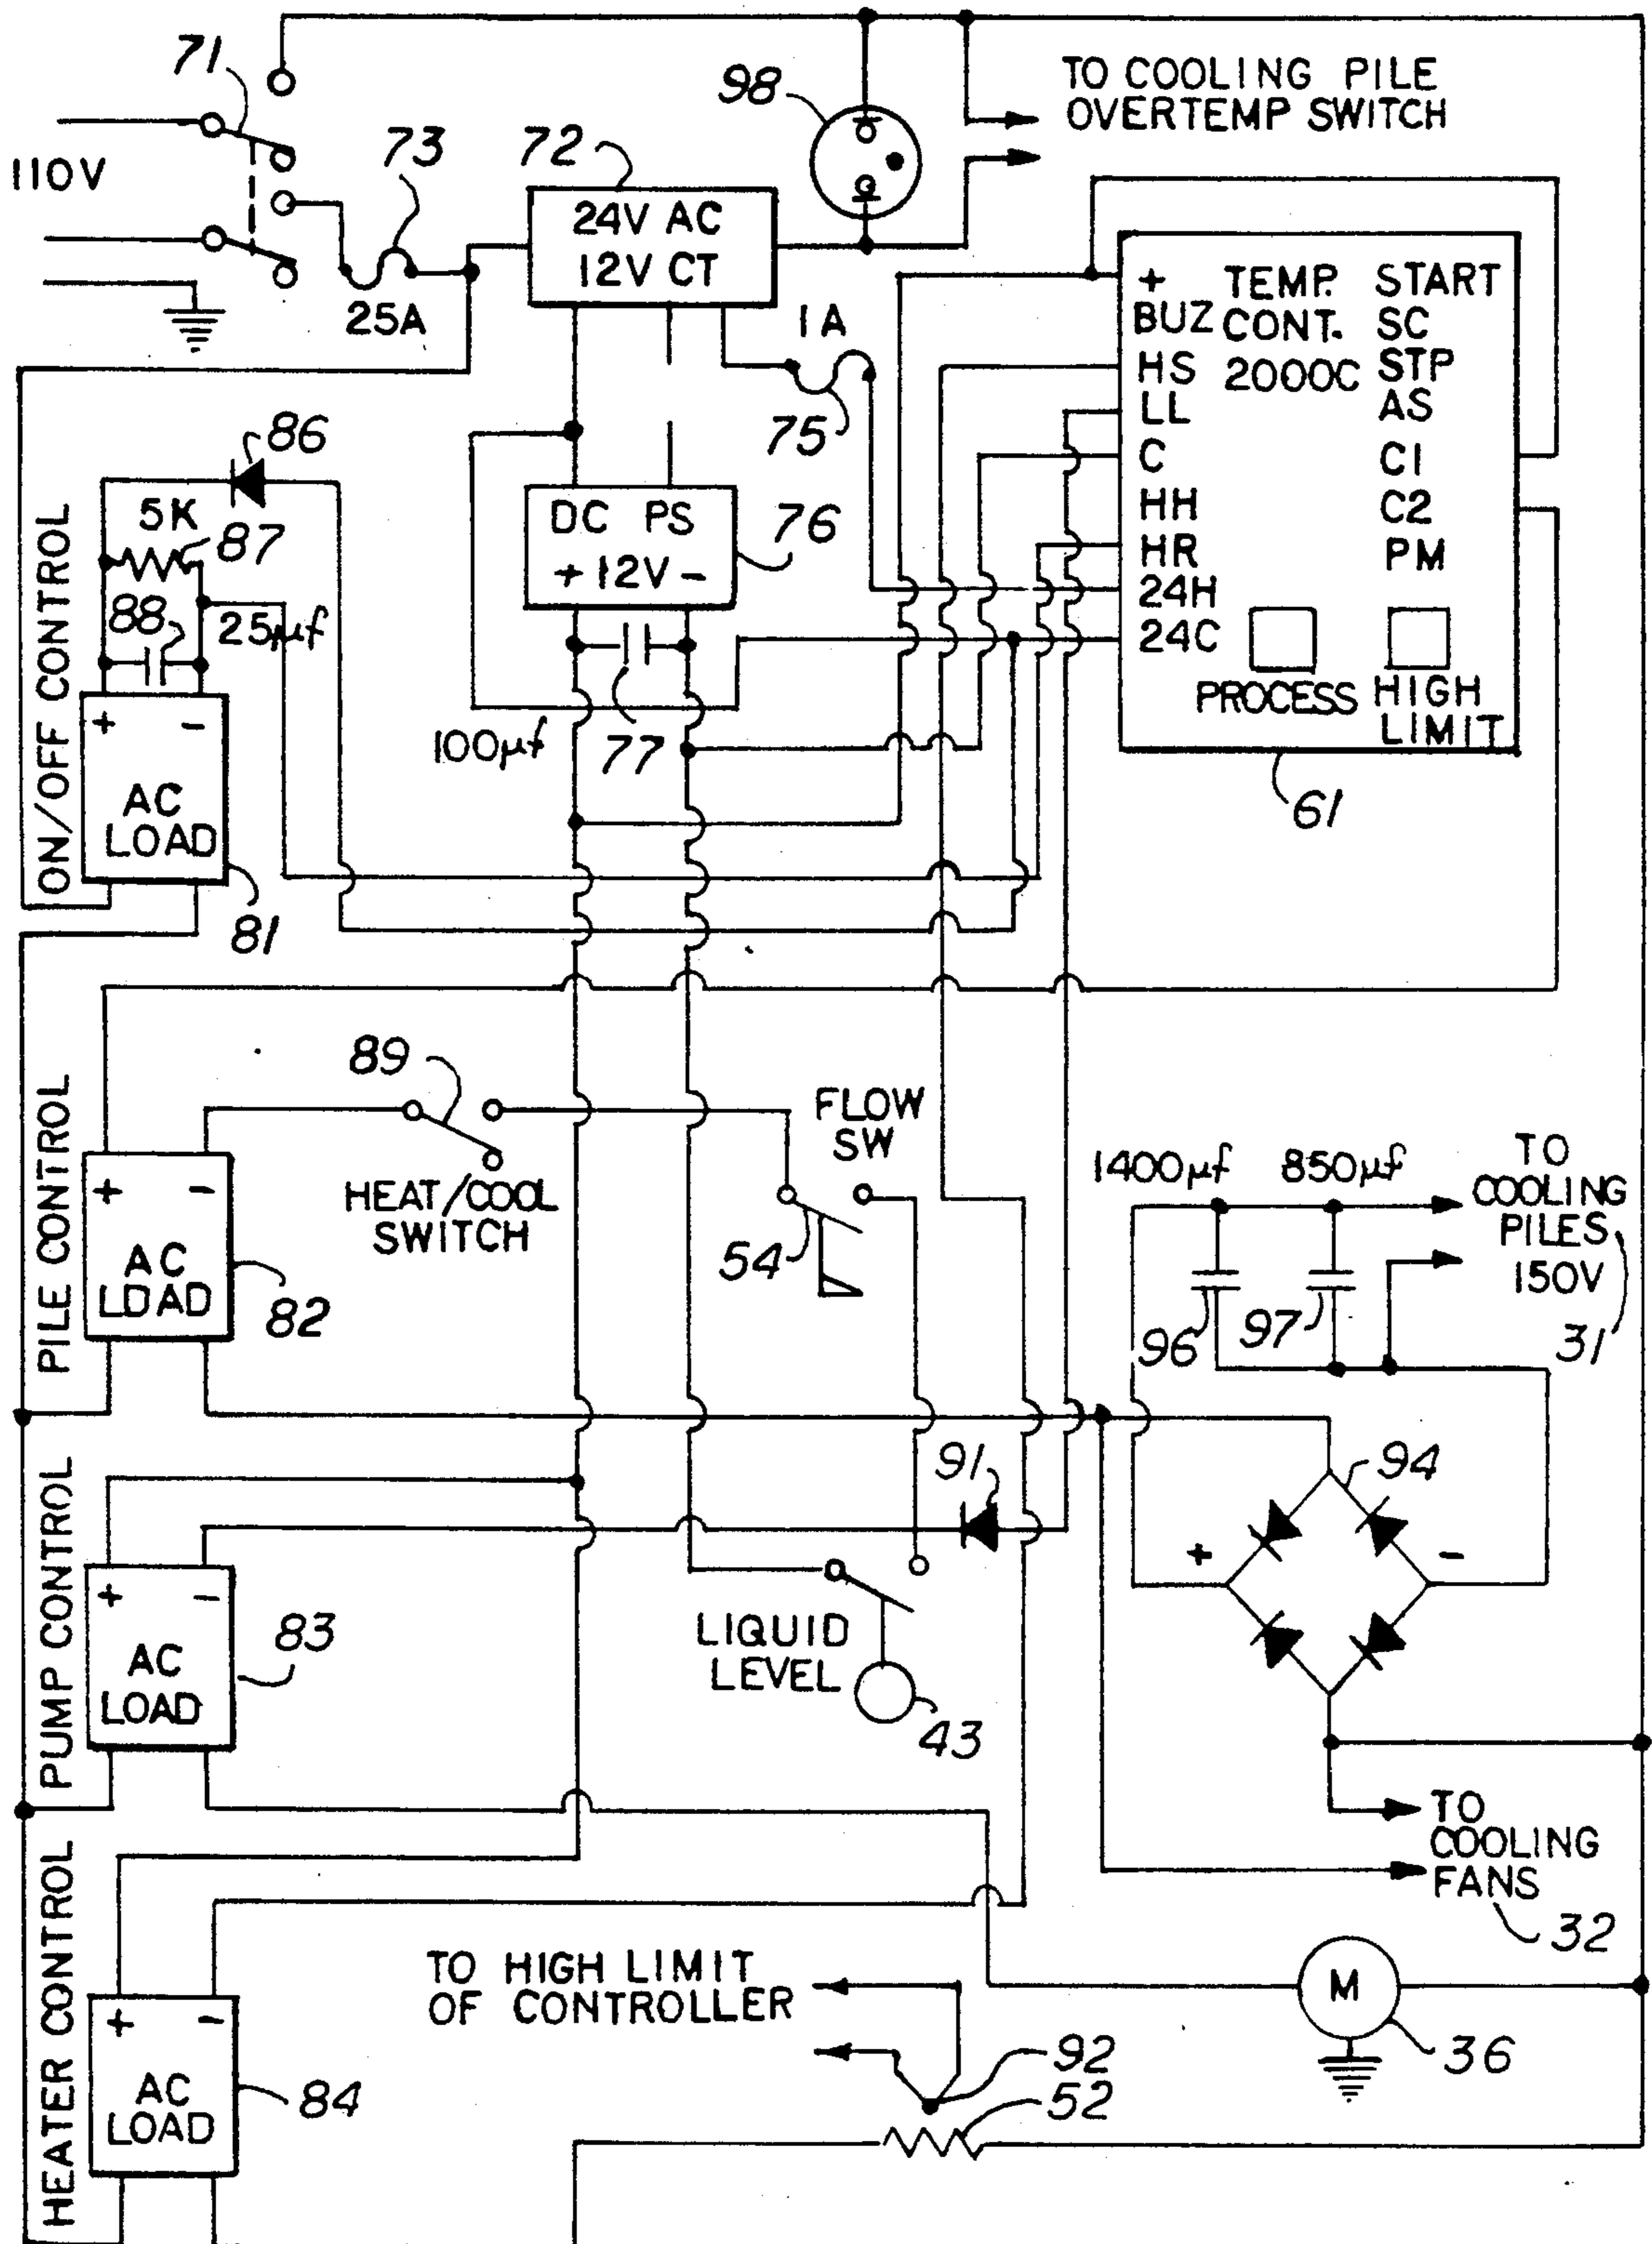 71
110V
73
25A
72
24V AC
12V CT
98
TO COOLING PILE
OVERTEMP SWITCH
1A
75
+
BUZ
HS
LL
C
HH
HR
24H
24C
TEMP.
CONT.
2000C
START
SC
STP
AS
C1
C2
PM
PROCESS
HIGH
LIMIT
61
DC PS
+ 12V -
76
100µf
77
86
5K
87
88
25µf
ON/OFF CONTROL
+ -
AC
LOAD
81
PILE CONTROL
+ -
AC
LOAD
82
89
HEAT/COOL
SWITCH
FLOW
SW
54
1400µf
850µf
TO
COOLING
PILES
150V
31
96
97
94
+
-
91
PUMP CONTROL
+ -
AC
LOAD
83
LIQUID
LEVEL
43
TO
COOLING
FANS
32
HEATER CONTROL
+ -
AC
LOAD
84
TO HIGH LIMIT
OF CONTROLLER
92
52
M
36